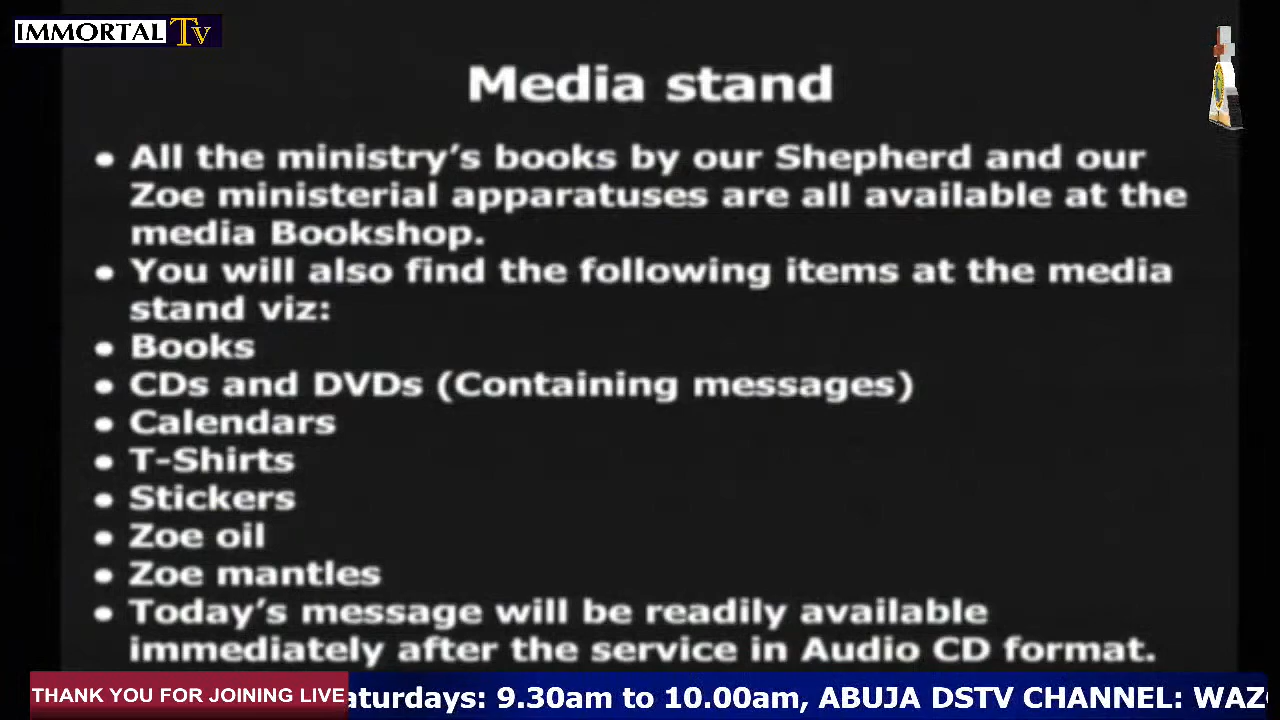 IMMORTAL TV
Media stand
• All the ministry's books by our Shepherd and our
Zoe ministerial apparatuses are all available at the
media Bookshop.
• You will also find the following items at the media
stand viz:
• Books
• CDs and DVDs (Containing messages)
• Calendars
• T-Shirts
• Stickers
• Zoe oil
• Zoe mantles
• Today's message will be readily available
immediately after the service in Audio CD format.
THANK YOU FOR JOINING LIVE
aturdays: 9.30am to 10.00am, ABUJA DSTV CHANNEL: WAZ